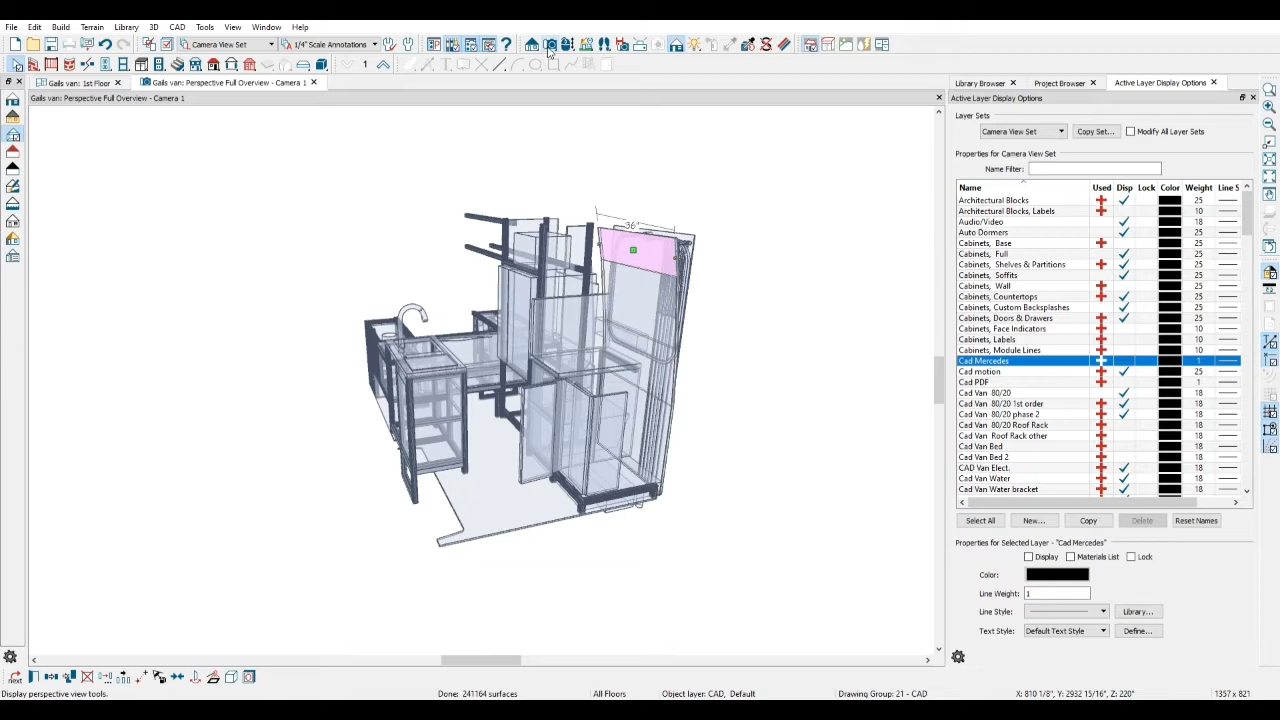 File Edit Build Terrain Library 3D CAD Tools View Window Help
Camera View Set 1/4" Scale Annotations
1
Gails van: 1st Floor Gails van: Perspective Full Overview - Camera 1 Library Browser Project Browser Active Layer Display Options
Gails van: Perspective Full Overview - Camera 1 Active Layer Display Options
Layer Sets
Camera View Set Copy Set... Modify All Layer Sets
Properties for Camera View Set
Name Filter:
Name Used Disp Lock Color Weight Line S
Architectural Blocks 25
Architectural Blocks, Labels 10
Audio/Video 18
Auto Dormers 25
Cabinets, Base 25
Cabinets, Full 25
Cabinets, Shelves & Partitions 25
Cabinets, Soffits 25
Cabinets, Wall 25
Cabinets, Countertops 25
Cabinets, Custom Backsplashes 25
Cabinets, Doors & Drawers 25
Cabinets, Face Indicators 10
Cabinets, Labels 10
Cabinets, Module Lines 10
Cad Mercedes 1
Cad motion 25
Cad PDF 1
Cad Van 80/20 18
Cad Van 80/20 1st order 18
Cad Van 80/20 phase 2 18
Cad Van 80/20 Roof Rack 18
Cad Van Roof Rack other 18
Cad Van Bed 18
Cad Van Bed 2 18
CAD Van Elect. 18
Cad Van Water 18
Cad Van Water bracket 18
36"
Select All New... Copy Delete Reset Names
Properties for Selected Layer - "Cad Mercedes"
Display Materials List Lock
Color:
Line Weight: 1
Line Style: Library...
Text Style: Default Text Style Define...
next
Display perspective view tools. Done: 241164 surfaces All Floors Object layer: CAD, Default Drawing Group: 21 - CAD X: 810 1/8", Y: 2932 15/16", Z: 220" 1357 x 821